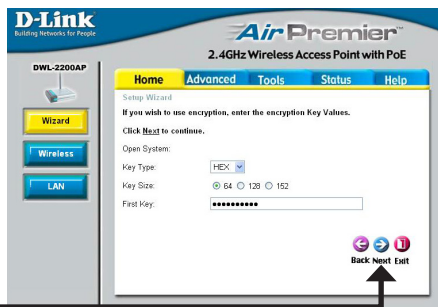 D-Link
Building Networks for People
Air Premier™
2.4GHz Wireless Access Point with PoE
DWL-2200AP
Home Advanced Tools Status Help
Wizard
Wireless
LAN
Setup Wizard
If you wish to use encryption, enter the encryption Key Values.
Click Next to continue.
Open System:
Key Type: HEX
Key Size: 64 128 152
First Key: ●●●●●●●●●●
Back Next Exit